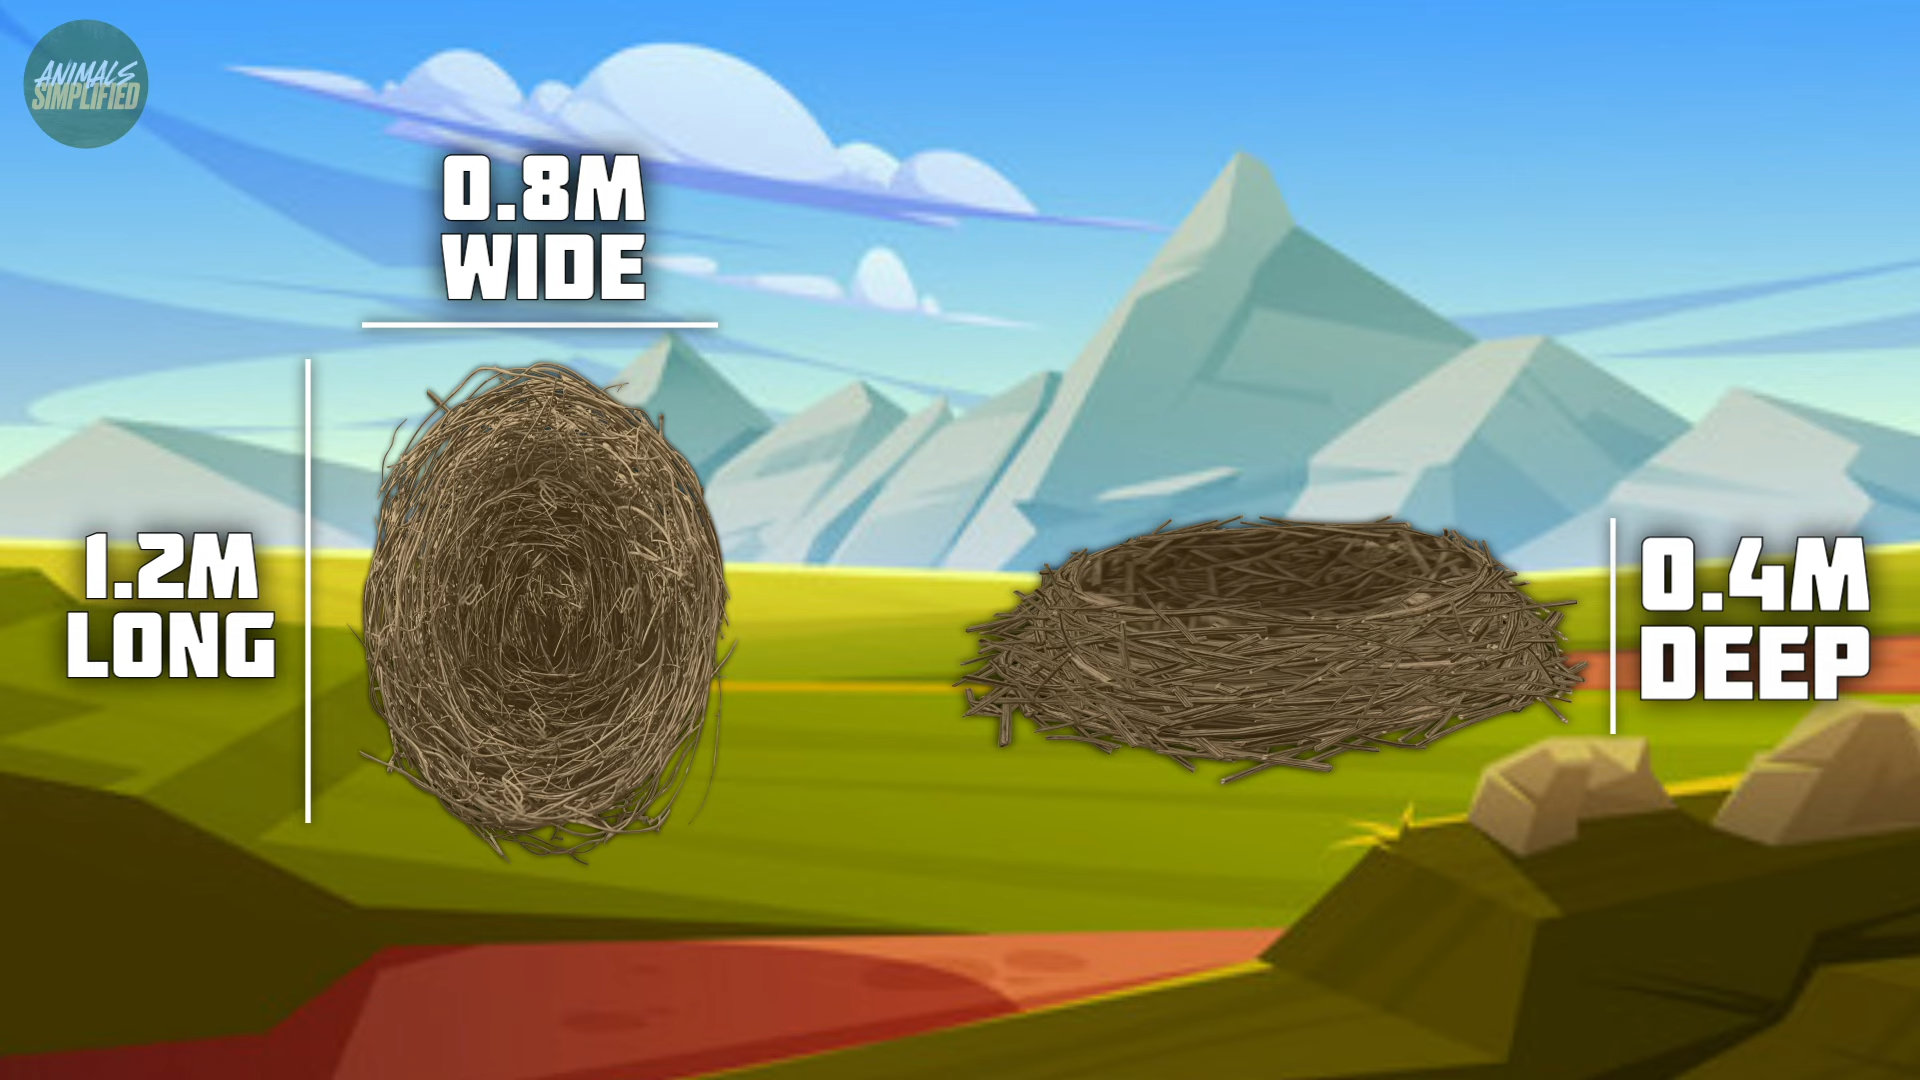 ANIMALS
SIMPLIFIED
0.8M
WIDE
1.2M
LONG
0.4M
DEEP